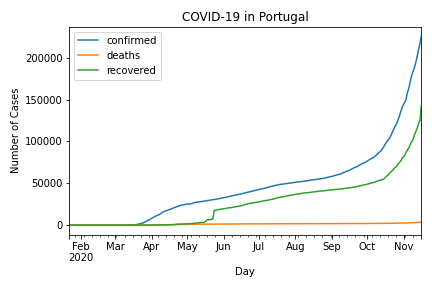 COVID-19 in Portugal
confirmed
deaths
recovered
Number of Cases
200000
150000
100000
50000
0
Feb Mar Apr May Jun Jul Aug Sep Oct Nov
2020
Day